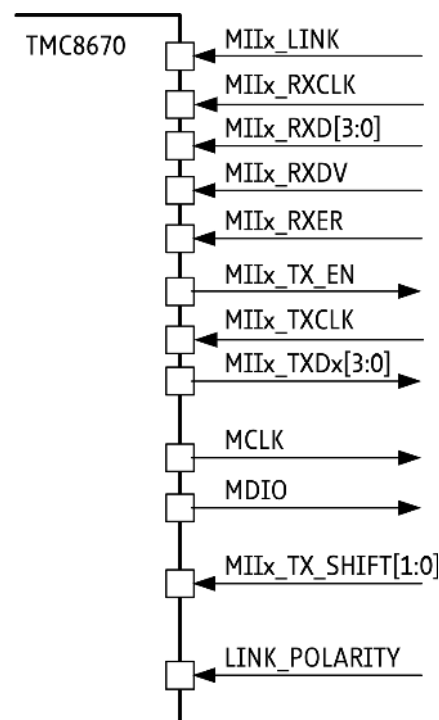 TMC8670
MIIx_LINK
MIIx_RXCLK
MIIx_RXD[3:0]
MIIx_RXDV
MIIx_RXER
MIIx_TX_EN
MIIx_TXCLK
MIIx_TXDx[3:0]
MCLK
MDIO
MIIx_TX_SHIFT[1:0]
LINK_POLARITY